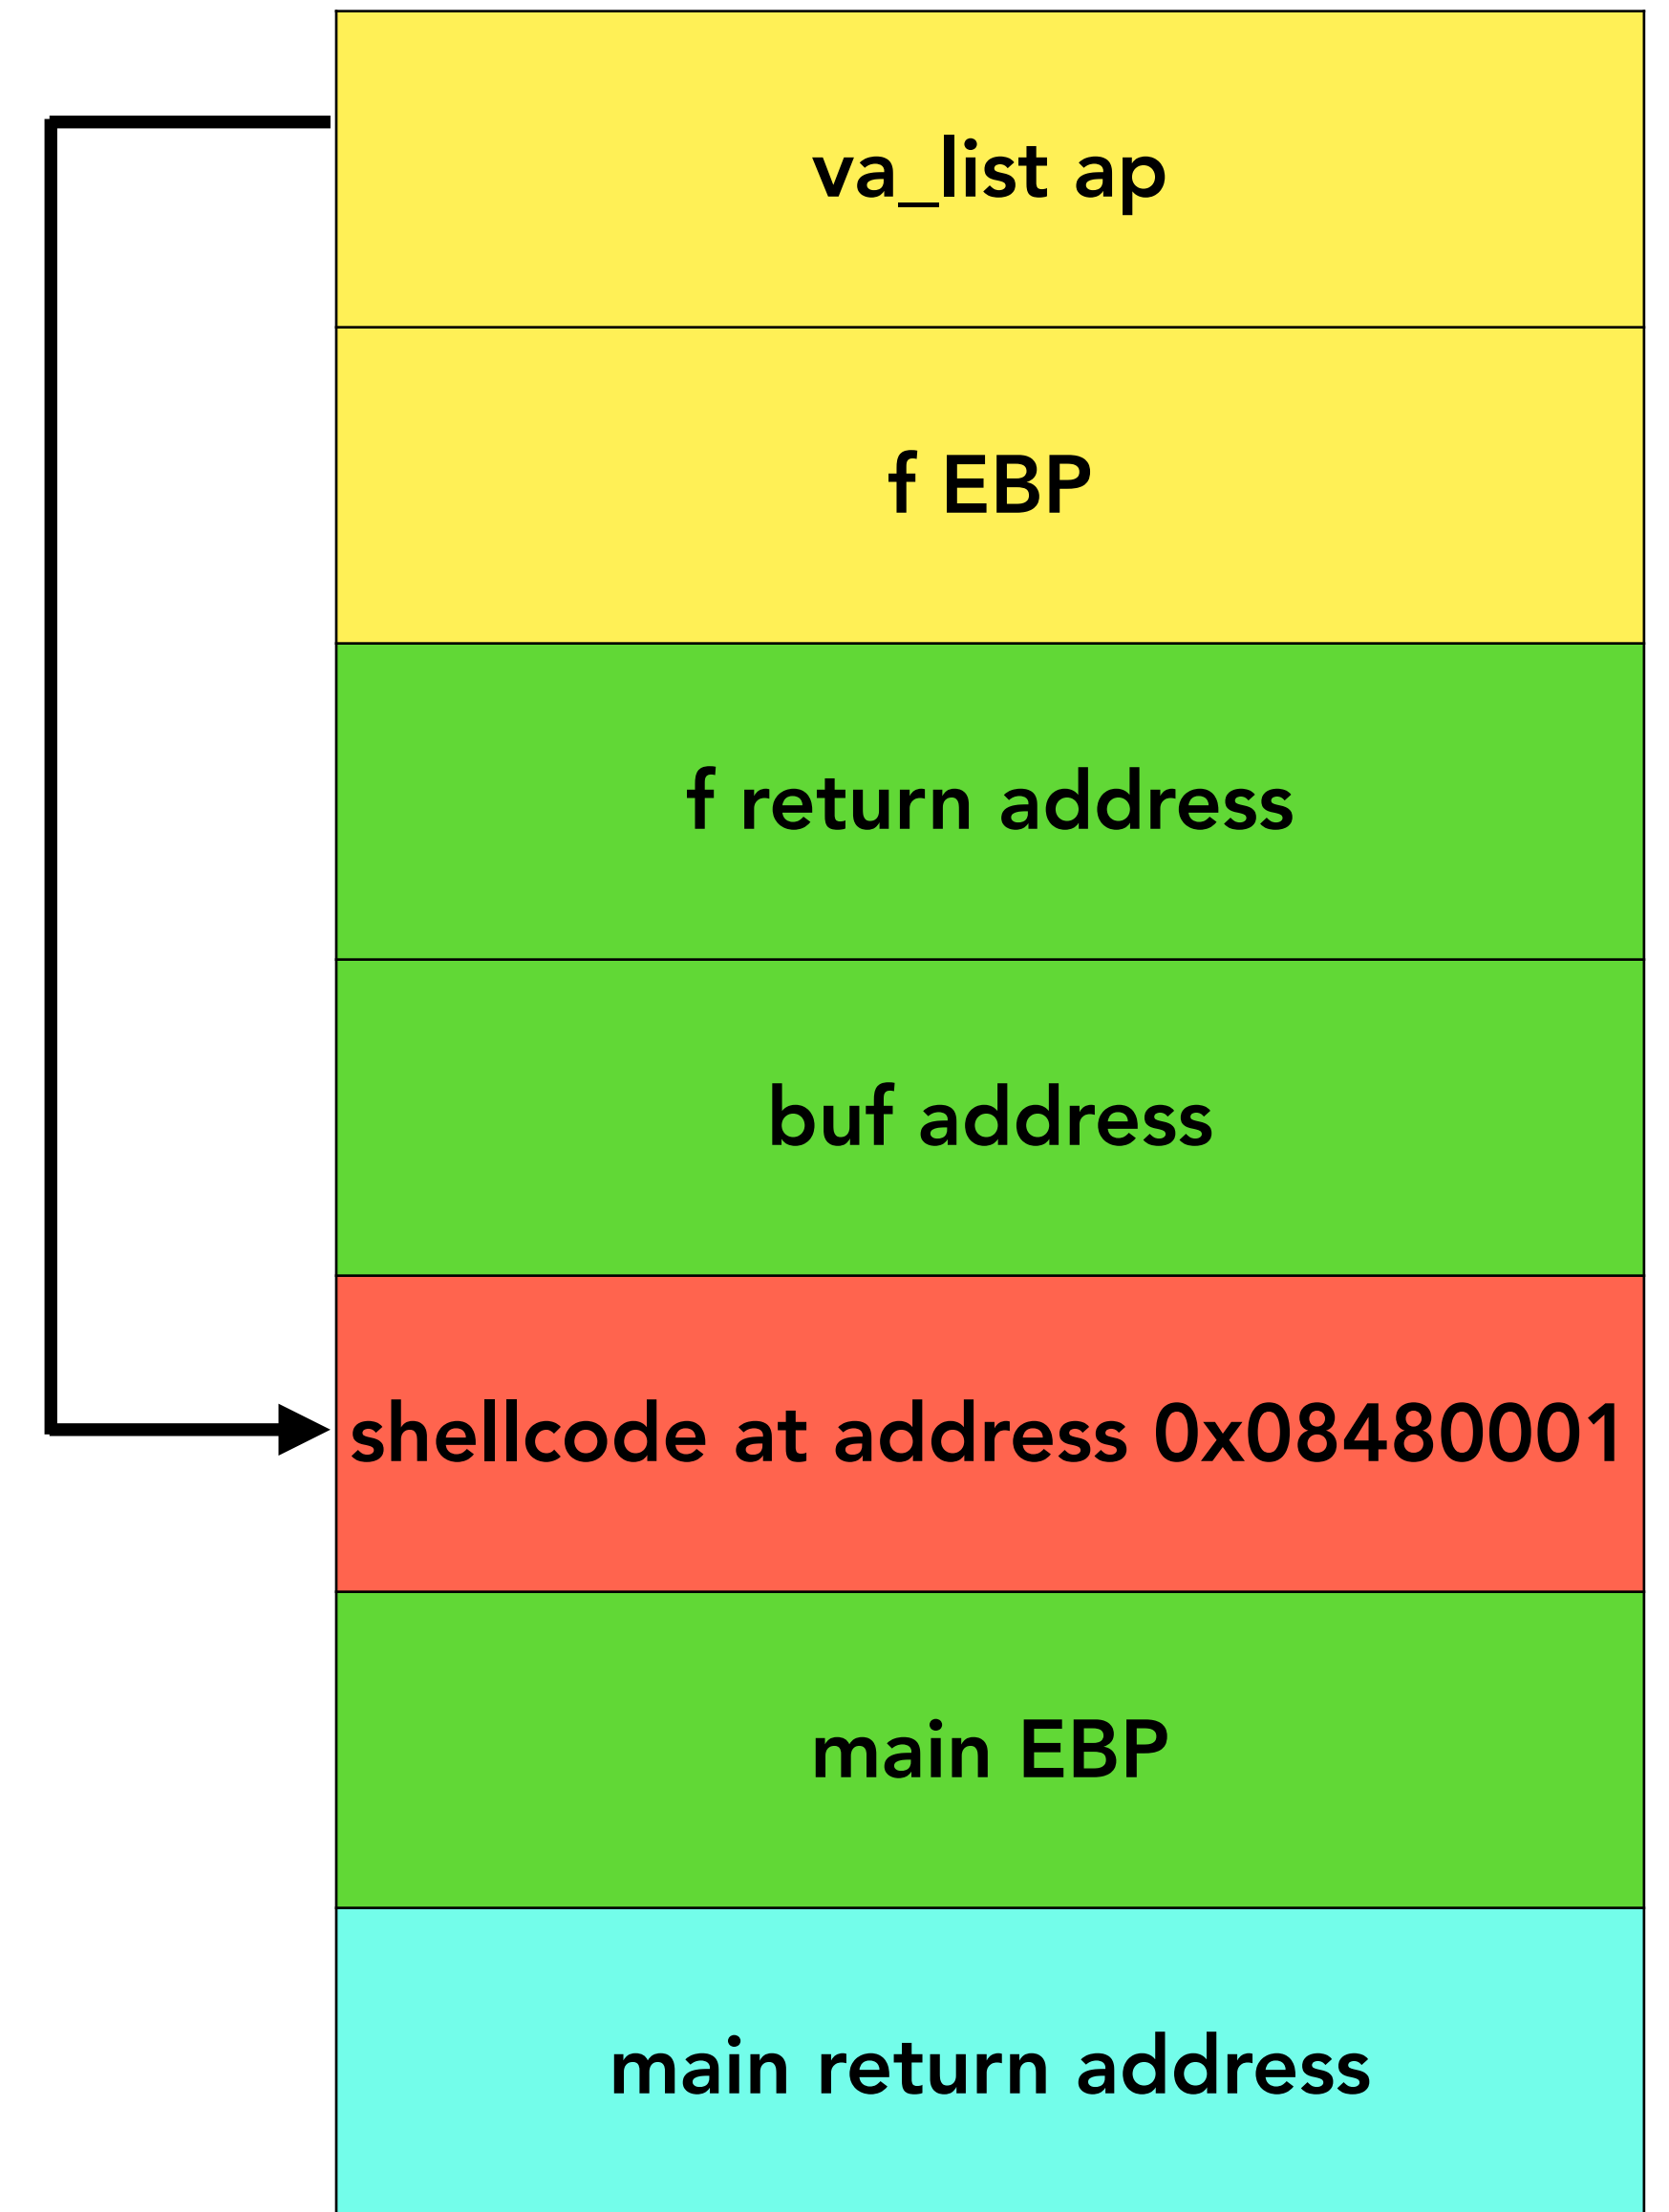 va_list ap
f EBP
f return address
buf address
shellcode at address 0x08480001
main EBP
main return address